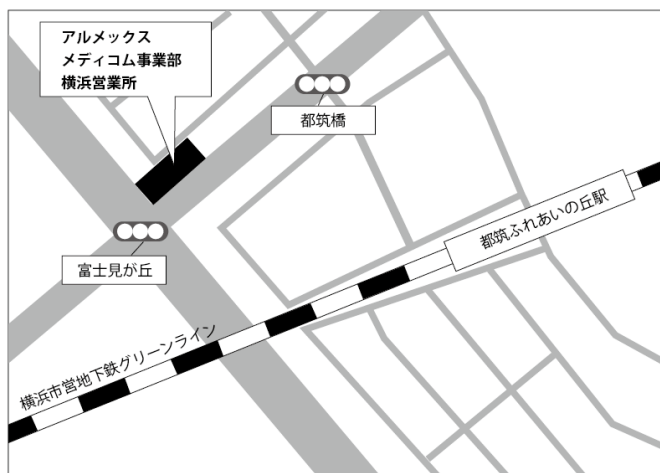 アルメックス
メディコム事業部
横浜営業所
都筑橋
都筑ふれあいの丘駅
富士見が丘
横浜市営地下鉄グリーンライン